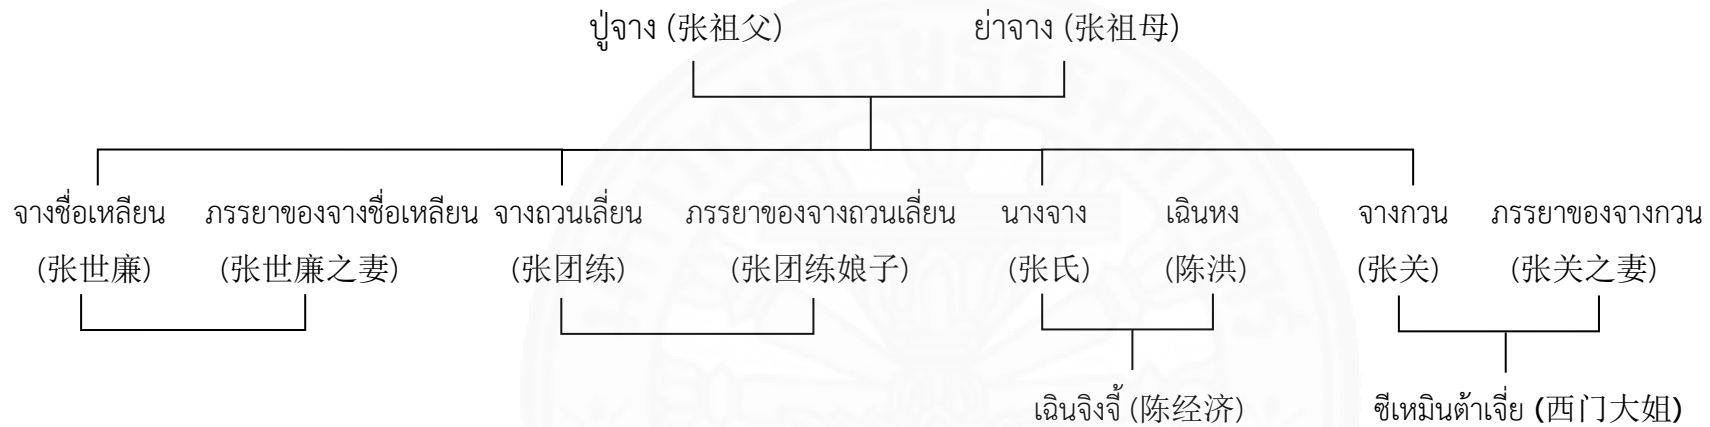 ปู่จาง (张祖父) ย่าจาง (张祖母)
จางชื่อเหลียน ภรรยาของจางชื่อเหลียน จางถวนเลี่ยน ภรรยาของจางถวนเลี่ยน นางจาง เฉินหง จางกวน ภรรยาของจางกวน
(张世廉) (张世廉之妻) (张团练) (张团练娘子) (张氏) (陈洪) (张关) (张关之妻)
เฉินจิงจี้ (陈经济) ซีเหมินต้าเจี่ย (西门大姐)